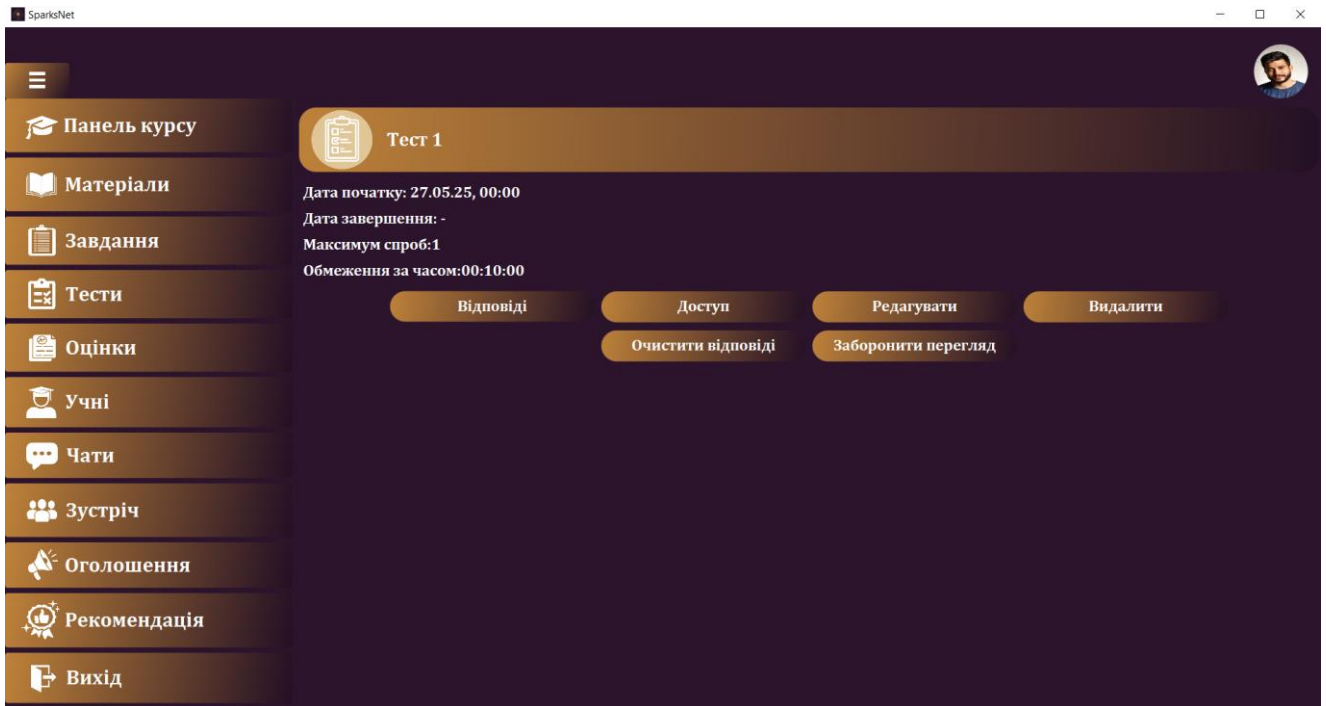 SparksNet
Панель курсу
Матеріали
Завдання
Тести
Оцінки
Учні
Чати
Зустріч
Оголошення
Рекомендація
Вихід
Тест 1
Дата початку: 27.05.25, 00:00
Дата завершення: -
Максимум спроб:1
Обмеження за часом:00:10:00
Відповіді Доступ Редагувати Видалити
Очистити відповіді Заборонити перегляд